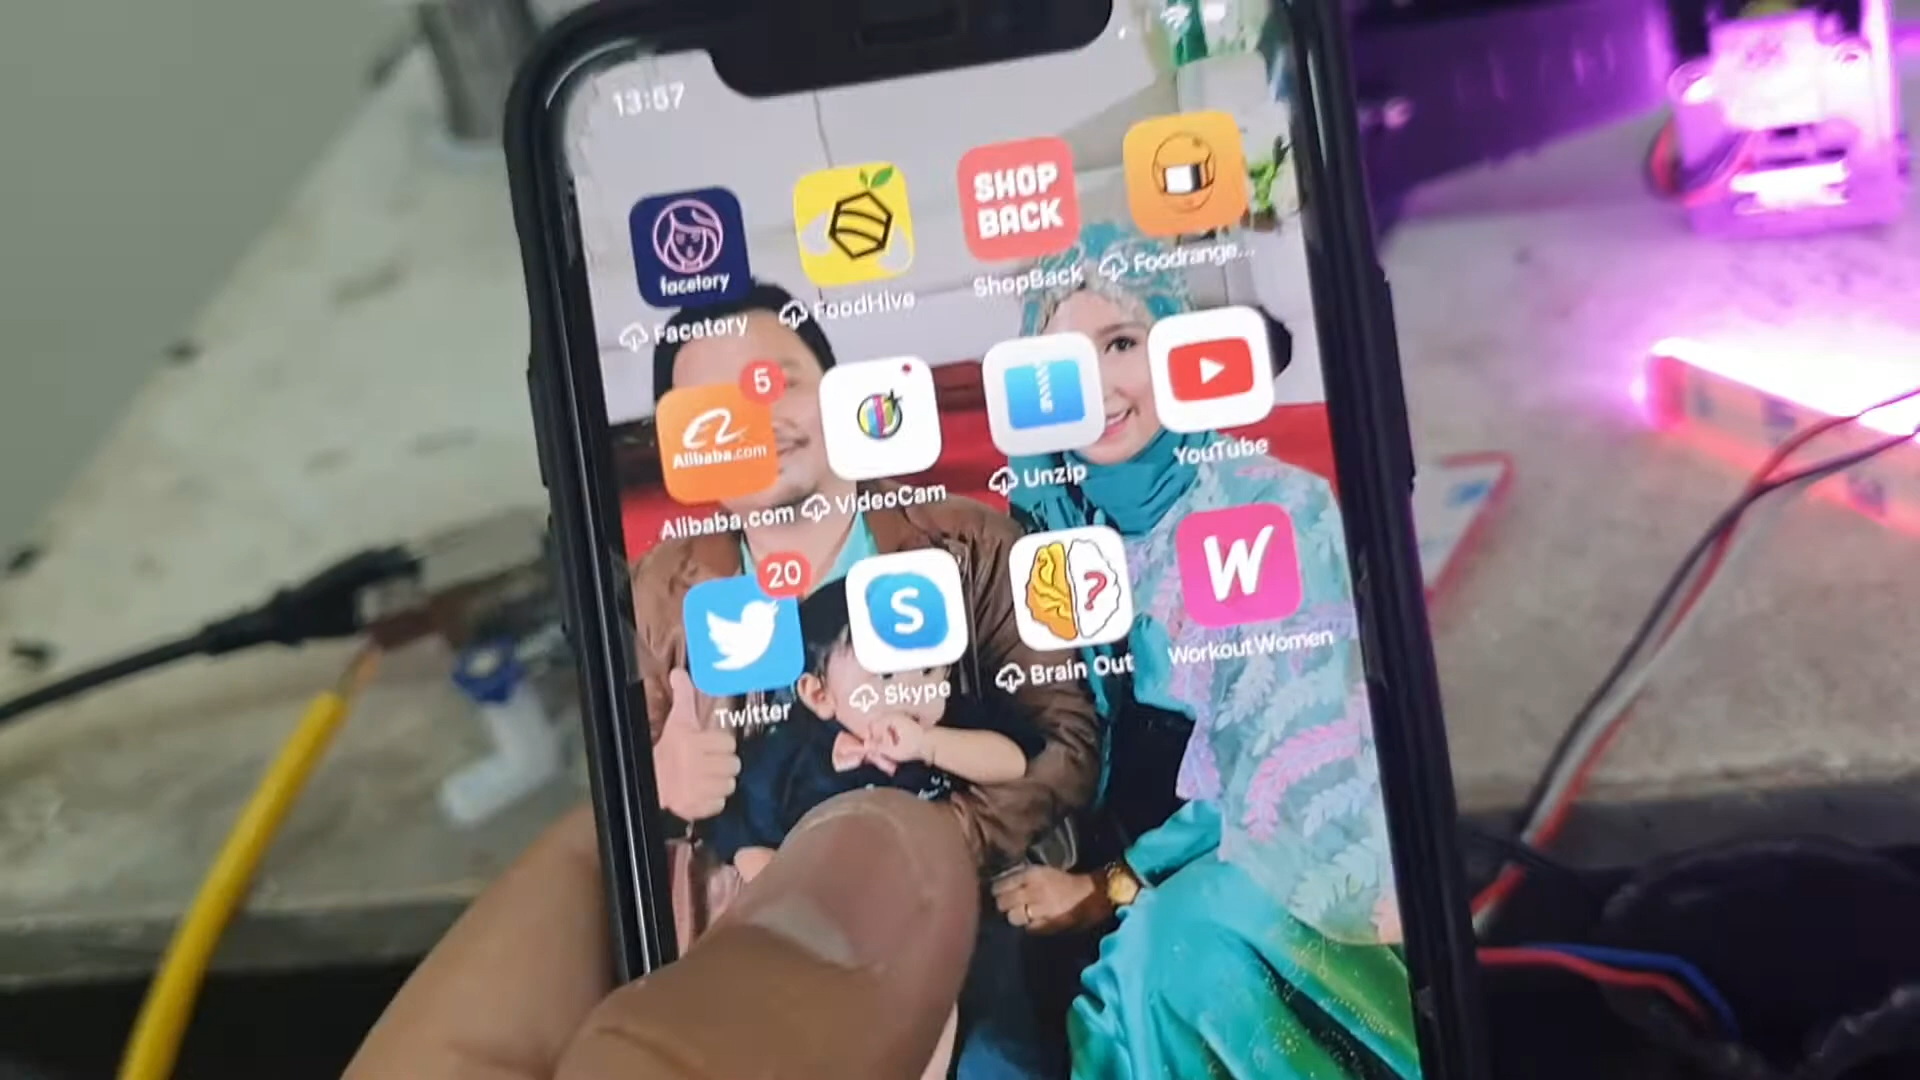 13:57
facetory
SHOP
BACK
Facetory
FoodHive
ShopBack
Foodrange...
5
Alibaba.com
Alibaba.com
VideoCam
Unzip
YouTube
20
S
?
W
Twitter
Skype
Brain Out
WorkoutWomen